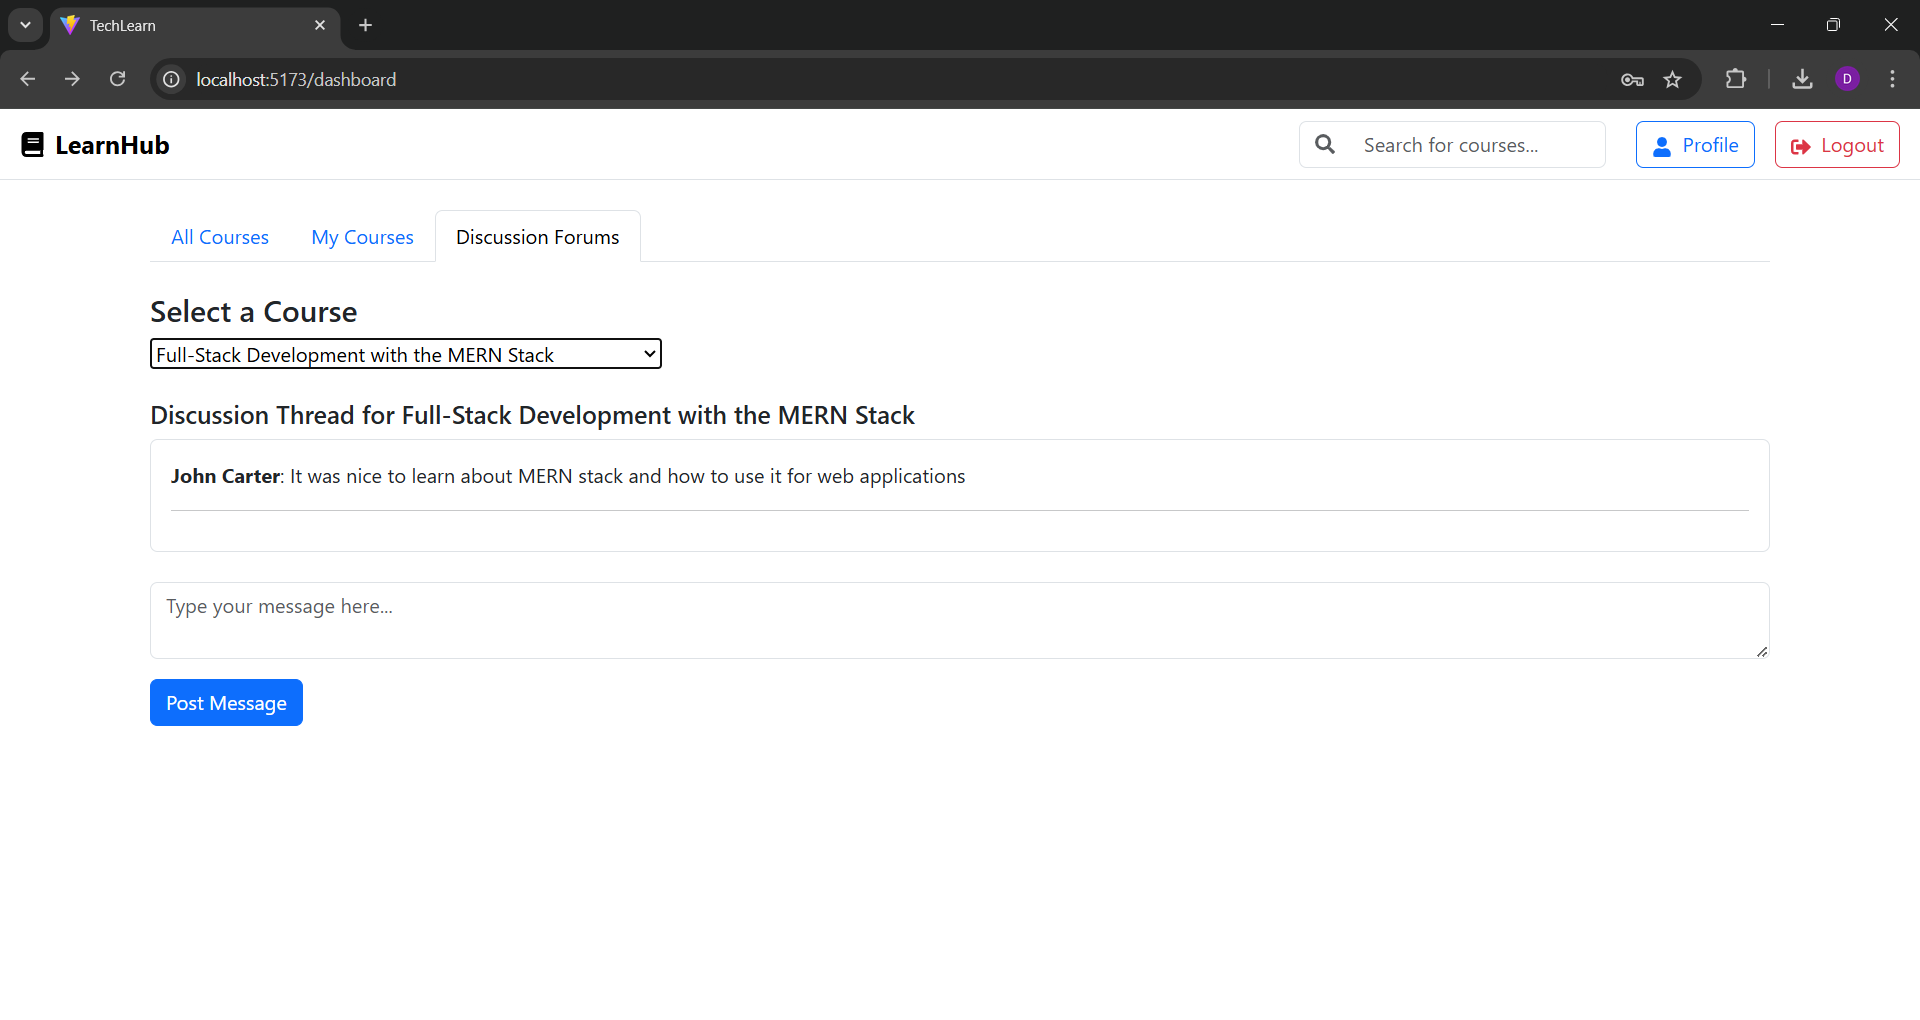 TechLearn
localhost:5173/dashboard
D
LearnHub
Search for courses...
Profile
Logout
All Courses
My Courses
Discussion Forums
Select a Course
Full-Stack Development with the MERN Stack
Discussion Thread for Full-Stack Development with the MERN Stack
John Carter: It was nice to learn about MERN stack and how to use it for web applications
Type your message here...
Post Message